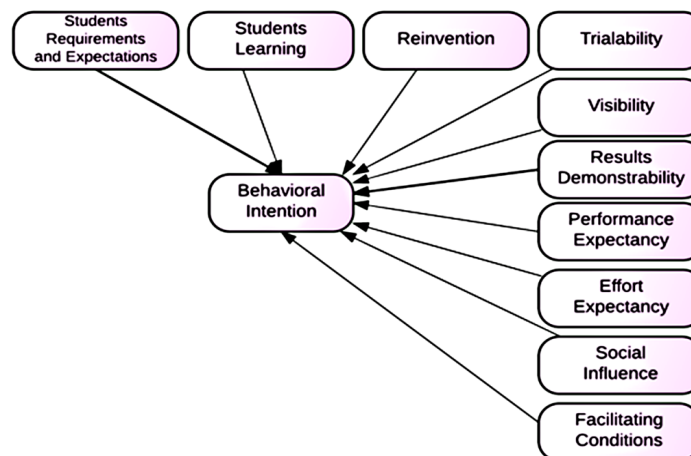 Students
Requirements
and Expectations
Students
Learning
Reinvention
Trialability
Visibility
Results
Demonstrability
Behavioral
Intention
Performance
Expectancy
Effort
Expectancy
Social
Influence
Facilitating
Conditions